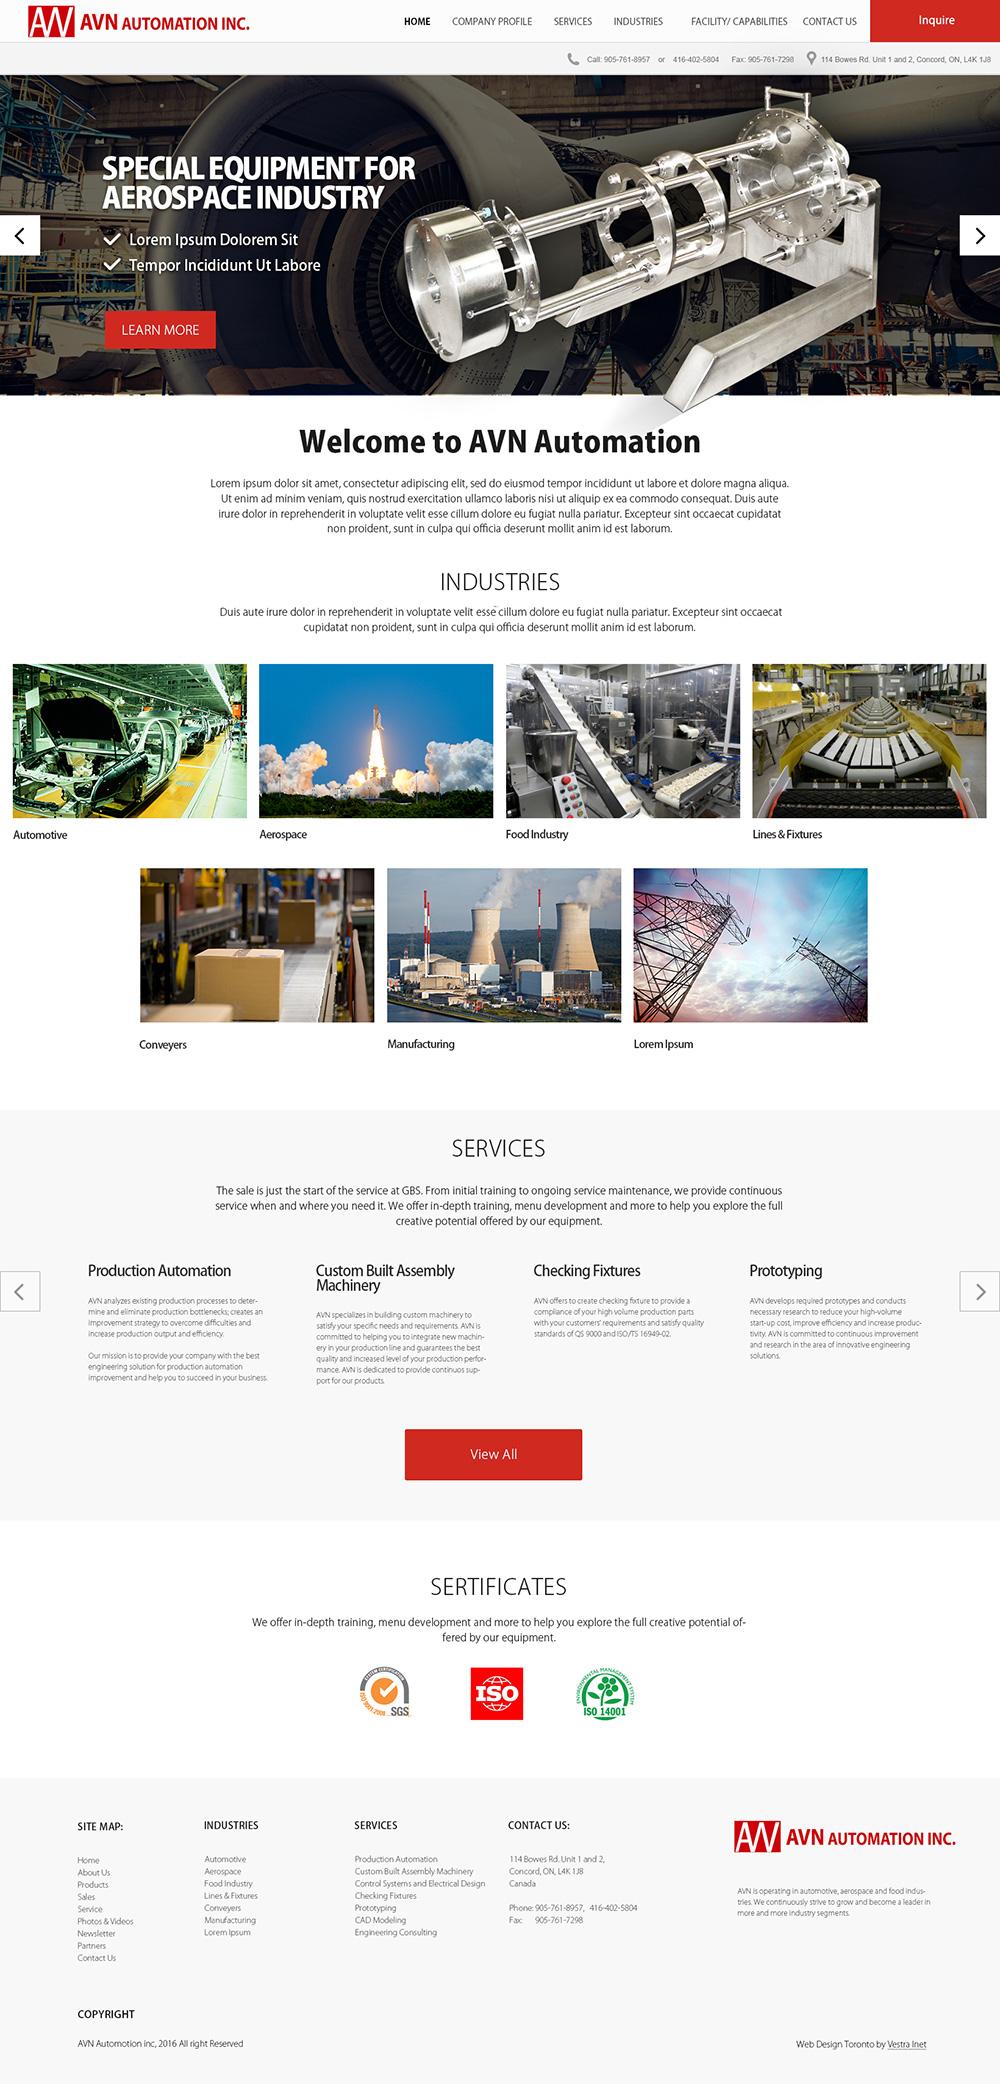 AVN AUTOMATION INC.
HOME COMPANY PROFILE SERVICES INDUSTRIES FACILITY/ CAPABILITIES CONTACT US Inquire
Call: 905-761-8957 or 416-402-5804 Fax: 905-761-7298 114 Bowes Rd. Unit 1 and 2, Concord, ON, L4K 1J8
SPECIAL EQUIPMENT FOR
AEROSPACE INDUSTRY
Lorem Ipsum Dolorem Sit
Tempor Incididunt Ut Labore
LEARN MORE
Welcome to AVN Automation
Lorem ipsum dolor sit amet, consectetur adipiscing elit, sed do eiusmod tempor incididunt ut labore et dolore magna aliqua.
Ut enim ad minim veniam, quis nostrud exercitation ullamco laboris nisi ut aliquip ex ea commodo consequat. Duis aute
irure dolor in reprehenderit in voluptate velit esse cillum dolore eu fugiat nulla pariatur. Excepteur sint occaecat cupidatat
non proident, sunt in culpa qui officia deserunt mollit anim id est laborum.
INDUSTRIES
Duis aute irure dolor in reprehenderit in voluptate velit esse cillum dolore eu fugiat nulla pariatur. Excepteur sint occaecat
cupidatat non proident, sunt in culpa qui officia deserunt mollit anim id est laborum.
Automotive
Aerospace
Food Industry
Lines & Fixtures
Conveyers
Manufacturing
Lorem Ipsum
SERVICES
The sale is just the start of the service at GBS. From initial training to ongoing service maintenance, we provide continuous
service when and where you need it. We offer in-depth training, menu development and more to help you explore the full
creative potential offered by our equipment.
Production Automation
AVN analyzes existing production processes to deter-
mine and eliminate production bottlenecks; creates an
improvement strategy to overcome difficulties and
increase production output and efficiency.
Our mission is to provide your company with the best
engineering solution for production automation
improvement and help you to succeed in your business.
Custom Built Assembly
Machinery
AVN specializes in building custom machinery to
satisfy your specific needs and requirements. AVN is
committed to helping you to integrate new machin-
ery in your production line and guarantees the best
quality and increased level of your production perfor-
mance. AVN is dedicated to provide continuos sup-
port for our products.
Checking Fixtures
AVN offers to create checking fixture to provide a
compliance of your high volume production parts
with your customers' requirements and satisfy quality
standards of QS 9000 and ISO/TS 16949-02.
Prototyping
AVN develops required prototypes and conducts
necessary research to reduce your high-volume
start-up cost, improve efficiency and increase produc-
tivity. AVN is committed to continuous improvement
and research in the area of innovative engineering
solutions.
View All
SERTIFICATES
We offer in-depth training, menu development and more to help you explore the full creative potential of-
fered by our equipment.
SYSTEM CERTIFICATION
ISO 9001:2008
SGS
ISO
ENVIRONMENTAL MANAGEMENT SYSTEM
ISO 14001
SITE MAP:
Home
About Us
Products
Sales
Service
Photos & Videos
Newsletter
Partners
Contact Us
INDUSTRIES
Automotive
Aerospace
Food Industry
Lines & Fixtures
Conveyers
Manufacturing
Lorem Ipsum
SERVICES
Production Automation
Custom Built Assembly Machinery
Control Systems and Electrical Design
Checking Fixtures
Prototyping
CAD Modeling
Engineering Consulting
CONTACT US:
114 Bowes Rd. Unit 1 and 2,
Concord, ON, L4K 1J8
Canada
Phone: 905-761-8957, 416-402-5804
Fax: 905-761-7298
AVN AUTOMATION INC.
AVN is operating in automotive, aerospace and food indus-
tries. We continuously strive to grow and become a leader in
more and more industry segments.
COPYRIGHT
AVN Automotion inc, 2016 All right Reserved
Web Design Toronto by Vestra Inet